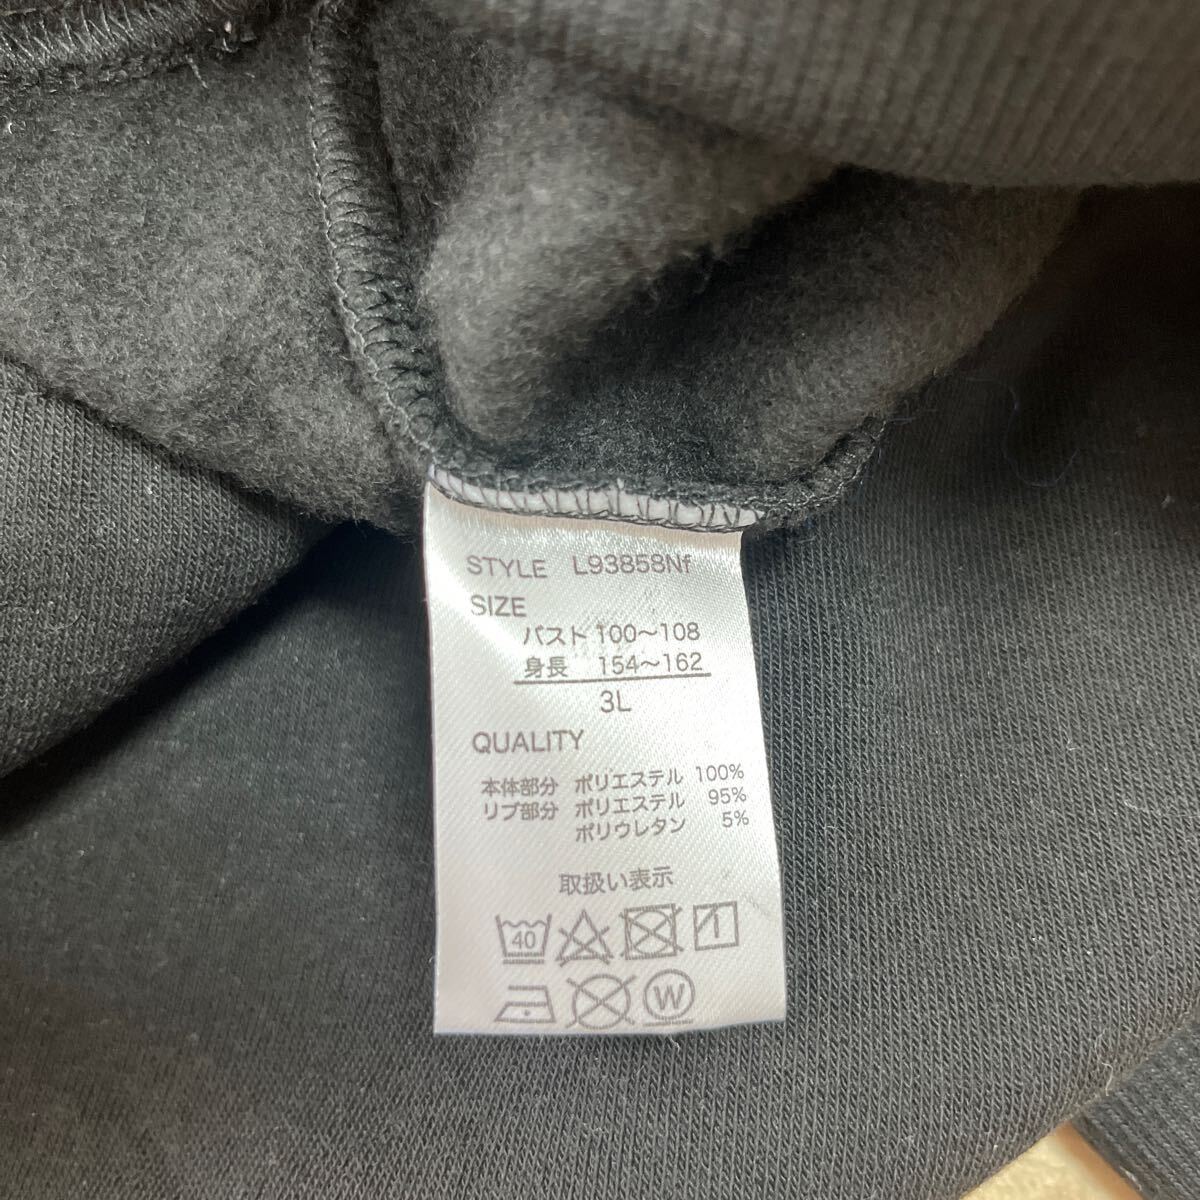 STYLE L93858Nf
SIZE
バスト 100～108
身長 154～162
3L
QUALITY
本体部分 ポリエステル 100%
リブ部分 ポリエステル 95%
ポリウレタン 5%
取扱い表示
40
W